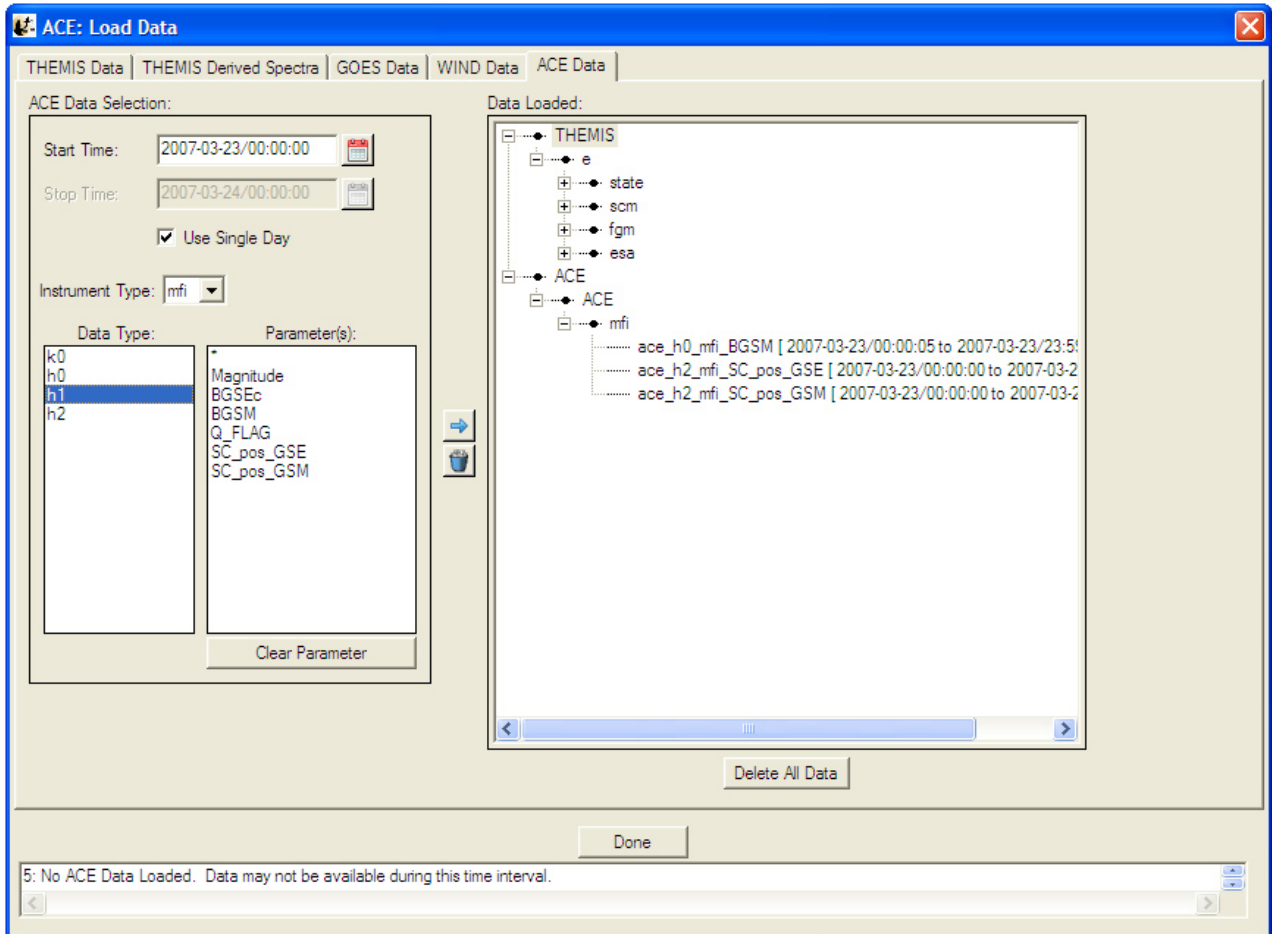 ACE: Load Data
THEMIS Data THEMIS Derived Spectra GOES Data WIND Data ACE Data
ACE Data Selection:
Start Time: 2007-03-23/00:00:00
Stop Time: 2007-03-24/00:00:00
Use Single Day
Instrument Type: mfi
Data Type:
k0
h0
h1
h2
Parameter(s):
*
Magnitude
BGSEc
BGSM
Q_FLAG
SC_pos_GSE
SC_pos_GSM
Clear Parameter
Data Loaded:
THEMIS
e
state
scm
fgm
esa
ACE
ACE
mfi
ace_h0_mfi_BGSM [ 2007-03-23/00:00:05 to 2007-03-23/23:5
ace_h2_mfi_SC_pos_GSE [ 2007-03-23/00:00:00 to 2007-03-2
ace_h2_mfi_SC_pos_GSM [ 2007-03-23/00:00:00 to 2007-03-2
Delete All Data
Done
5: No ACE Data Loaded. Data may not be available during this time interval.